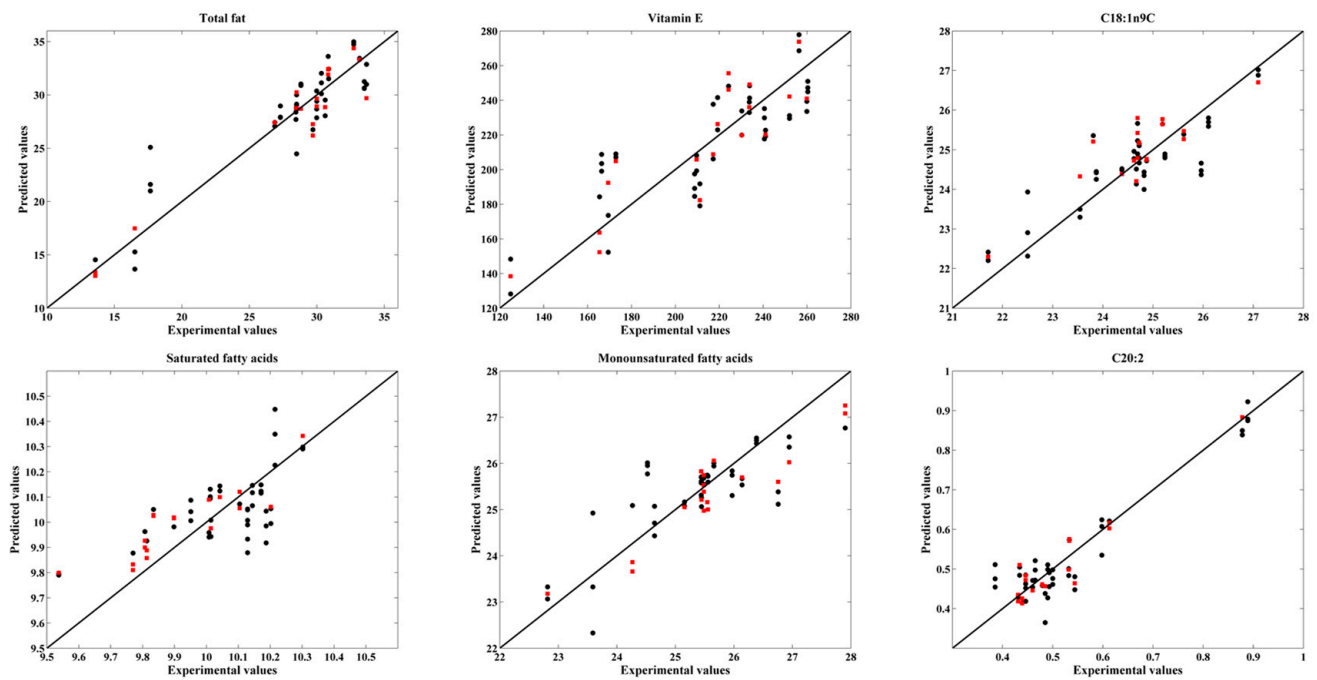 Total fat
Predicted values
35
30
25
20
15
10
10 15 20 25 30 35
Experimental values
Vitamin E
Predicted values
280
260
240
220
200
180
160
140
120
120 140 160 180 200 220 240 260 280
Experimental values
C18:1n9C
Predicted values
28
27
26
25
24
23
22
21
21 22 23 24 25 26 27 28
Experimental values
Saturated fatty acids
Predicted values
10.5
10.4
10.3
10.2
10.1
10
9.9
9.8
9.7
9.6
9.5
9.5 9.6 9.7 9.8 9.9 10 10.1 10.2 10.3 10.4 10.5
Experimental values
Monounsaturated fatty acids
Predicted values
28
27
26
25
24
23
22
22 23 24 25 26 27 28
Experimental values
C20:2
Predicted values
1
0.9
0.8
0.7
0.6
0.5
0.4
0.4 0.5 0.6 0.7 0.8 0.9 1
Experimental values